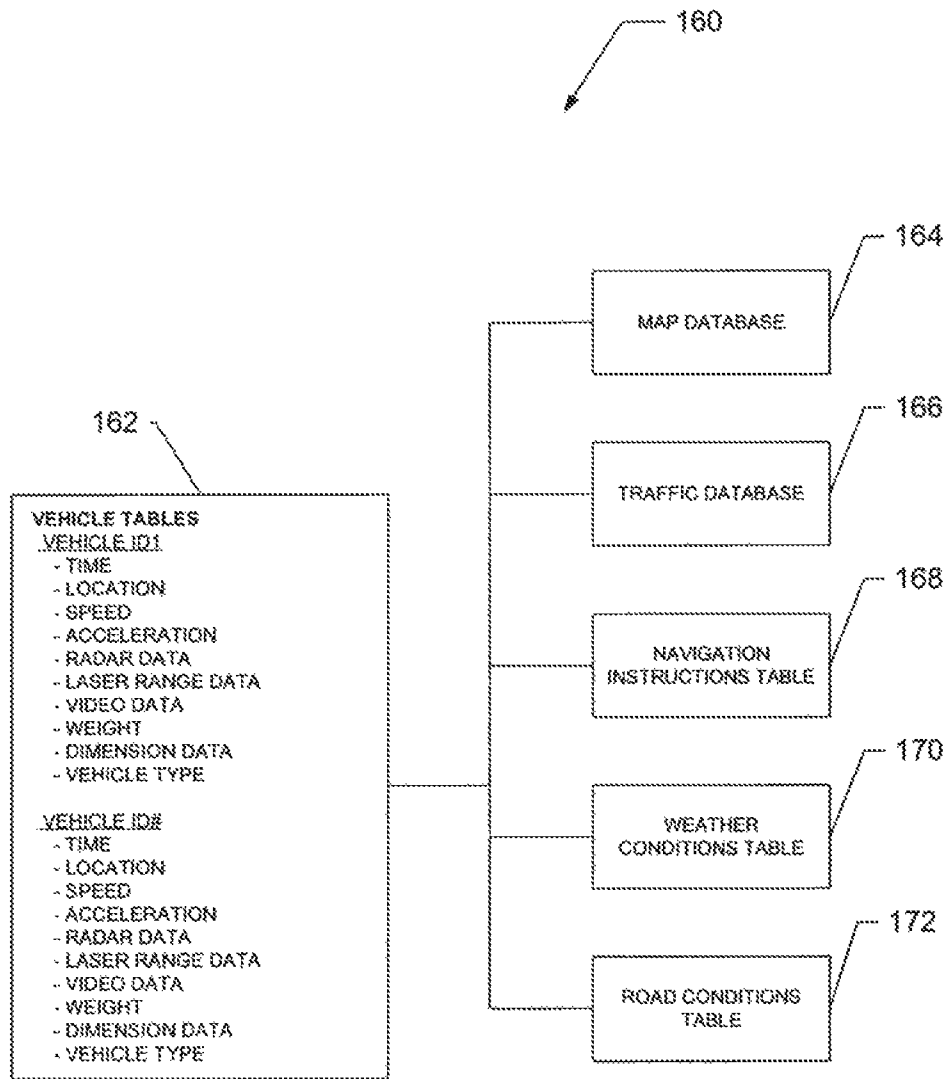 160
164
MAP DATABASE
166
TRAFFIC DATABASE
162
168
NAVIGATION
INSTRUCTIONS TABLE
170
WEATHER
CONDITIONS TABLE
172
ROAD CONDITIONS
TABLE
VEHICLE TABLES
VEHICLE ID1
- TIME
- LOCATION
- SPEED
- ACCELERATION
- RADAR DATA
- LASER RANGE DATA
- VIDEO DATA
- WEIGHT
- DIMENSION DATA
- VEHICLE TYPE
VEHICLE ID#
- TIME
- LOCATION
- SPEED
- ACCELERATION
- RADAR DATA
- LASER RANGE DATA
- VIDEO DATA
- WEIGHT
- DIMENSION DATA
- VEHICLE TYPE